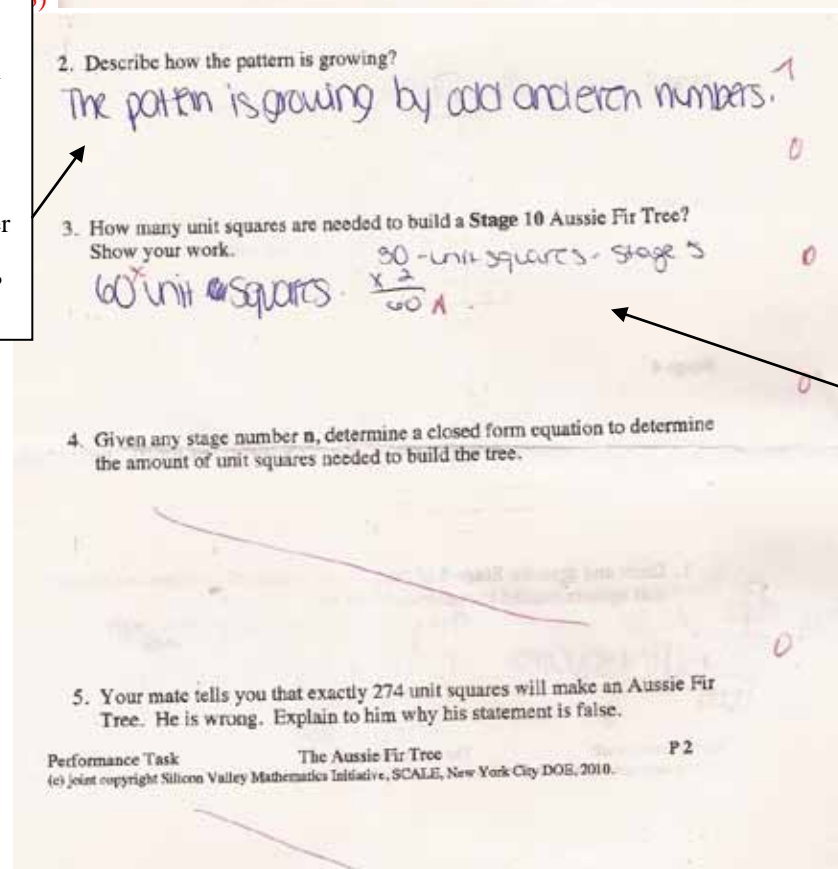 2. Describe how the pattern is growing?
The pattern is growing by odd and even numbers. 1
0
er
3. How many unit squares are needed to build a Stage 10 Aussie Fir Tree?
Show your work.
30 - unit squares - stage 5
0
60 x unit squares. x 2
60
0
4. Given any stage number n, determine a closed form equation to determine
the amount of unit squares needed to build the tree.
0
5. Your mate tells you that exactly 274 unit squares will make an Aussie Fir
Tree. He is wrong. Explain to him why his statement is false.
Performance Task The Aussie Fir Tree P 2
(c) joint copyright Silicon Valley Mathematics Initiative, SCALE, New York City DOE, 2010.